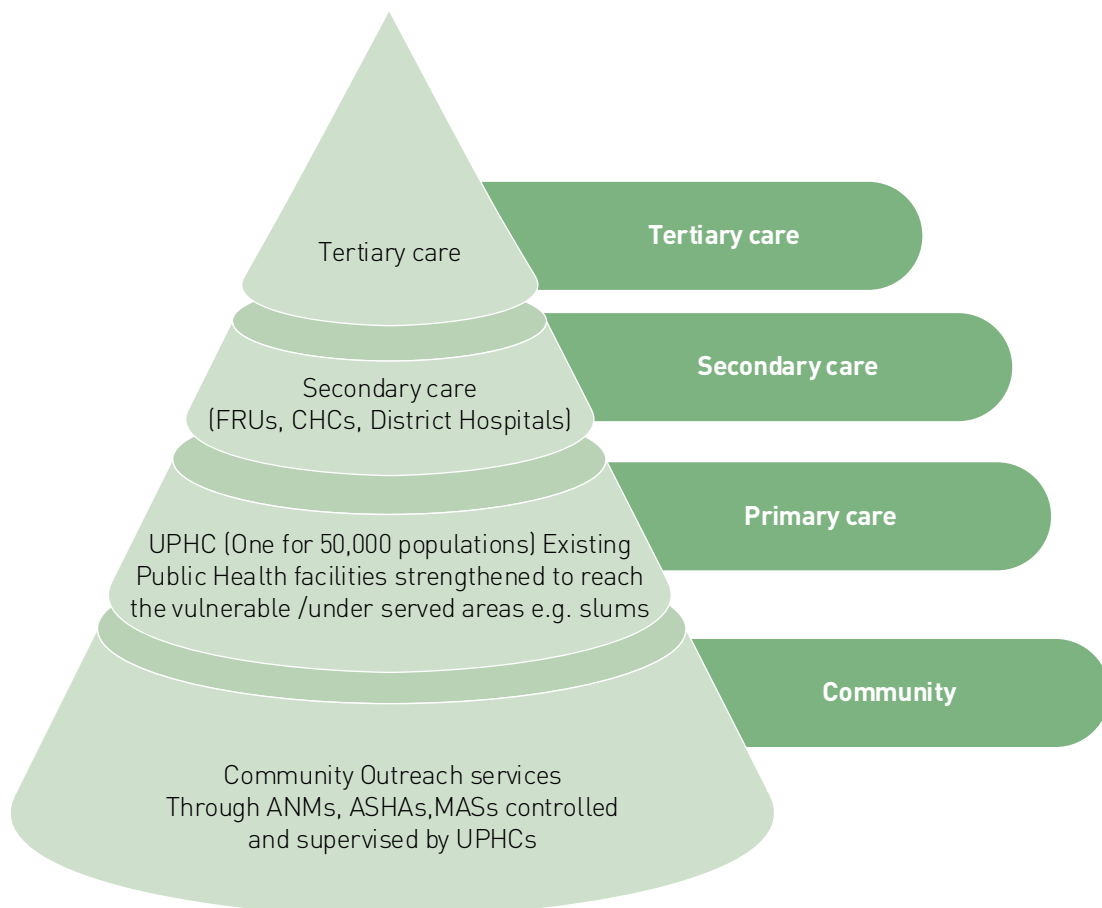 Tertiary care
Tertiary care
Secondary care
(FRUs, CHCs, District Hospitals)
Secondary care
UPHC (One for 50,000 populations) Existing
Public Health facilities strengthened to reach
the vulnerable /under served areas e.g. slums
Primary care
Community Outreach services
Through ANMs, ASHAs,MASs controlled
and supervised by UPHCs
Community